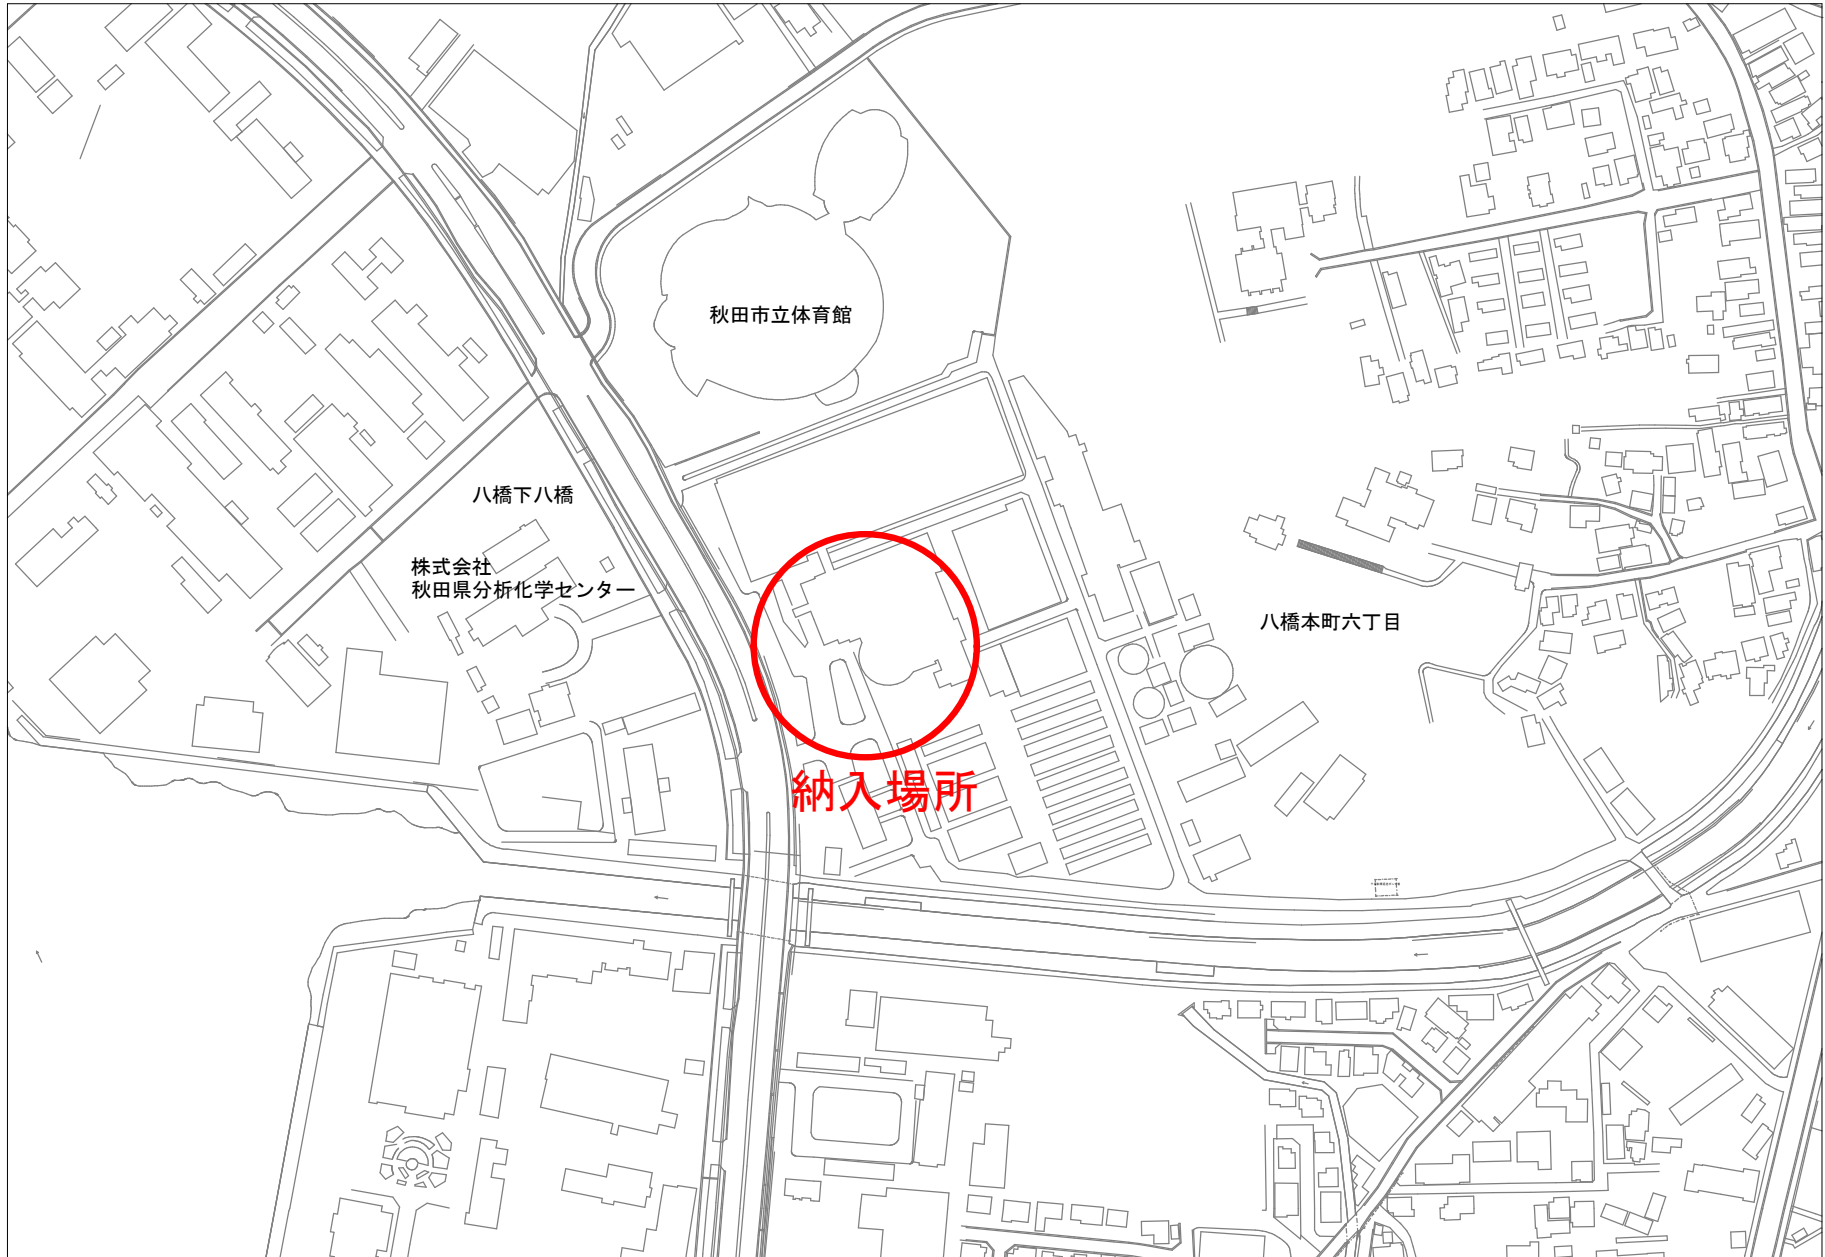 秋田市立体育館
八橋下八橋
株式会社
秋田県分析化学センター
八橋本町六丁目
納入場所